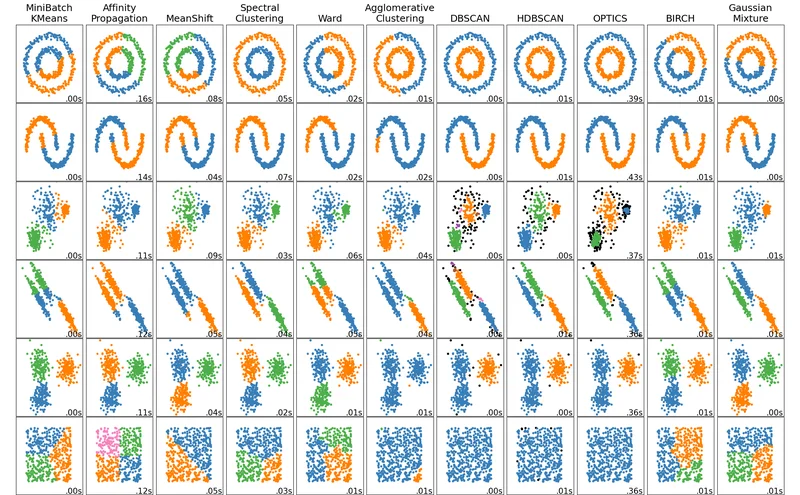 MiniBatch
KMeans
Affinity
Propagation
MeanShift
Spectral
Clustering
Ward
Agglomerative
Clustering
DBSCAN
HDBSCAN
OPTICS
BIRCH
Gaussian
Mixture
.00s .16s .08s .05s .02s .01s .00s .01s .39s .01s .00s
.00s .14s .04s .07s .02s .02s .00s .01s .43s .01s .00s
.00s .11s .09s .03s .06s .04s .00s .00s .37s .01s .01s
.00s .12s .05s .04s .05s .04s .00s .01s .36s .01s .01s
.00s .11s .04s .02s .01s .01s .00s .01s .36s .01s .00s
.00s .12s .05s .03s .01s .01s .00s .01s .36s .01s .01s